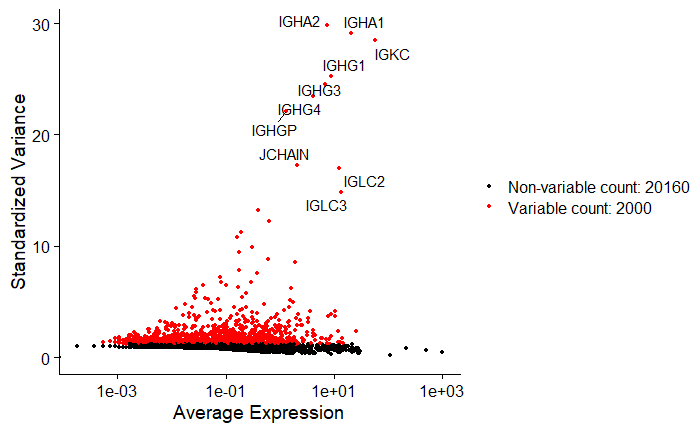 30
20
10
0
Standardized Variance
IGHA2
IGHA1
IGKC
IGHG1
IGHG3
IGHG4
IGHGP
JCHAIN
IGLC2
IGLC3
1e-03
1e-01
1e+01
1e+03
Average Expression
Non-variable count: 20160
Variable count: 2000